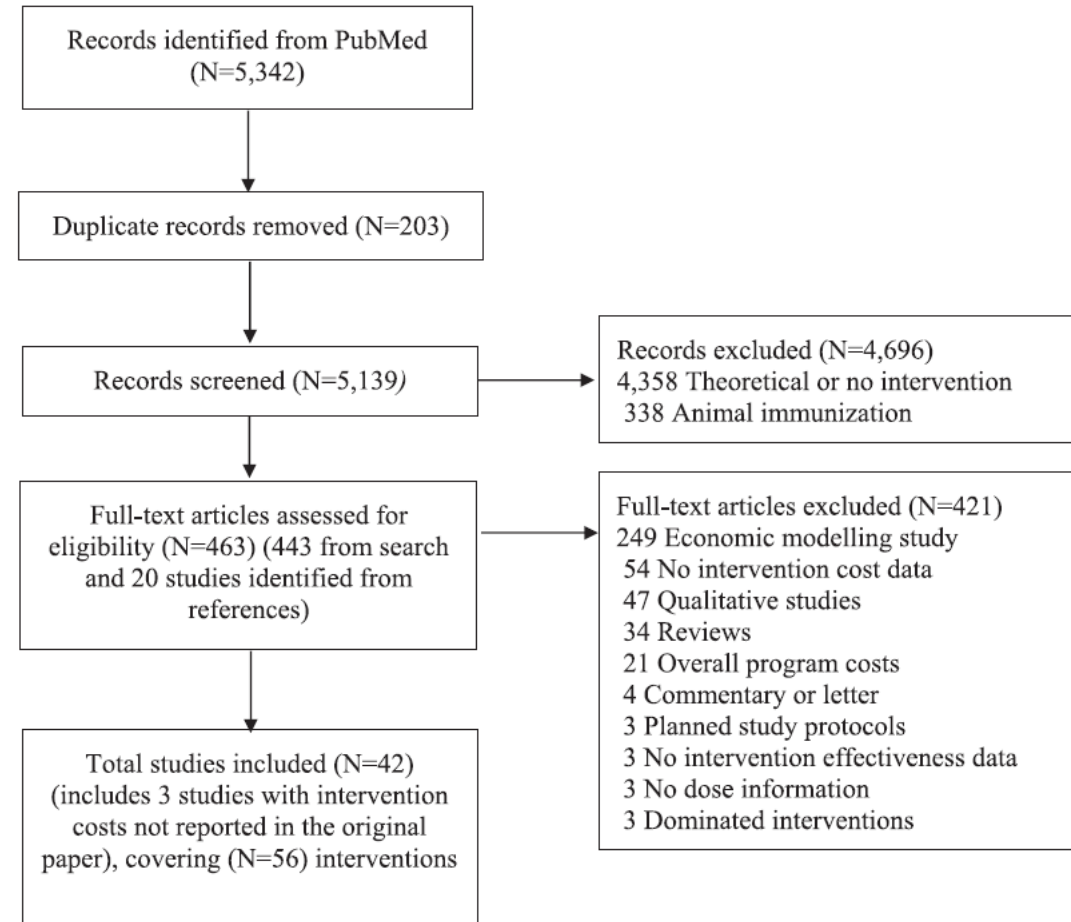 Records identified from PubMed
(N=5,342)
Duplicate records removed (N=203)
Records screened (N=5,139)
Records excluded (N=4,696)
4,358 Theoretical or no intervention
338 Animal immunization
Full-text articles assessed for
eligibility (N=463) (443 from search
and 20 studies identified from
references)
Full-text articles excluded (N=421)
249 Economic modelling study
54 No intervention cost data
47 Qualitative studies
34 Reviews
21 Overall program costs
4 Commentary or letter
3 Planned study protocols
3 No intervention effectiveness data
3 No dose information
3 Dominated interventions
Total studies included (N=42)
(includes 3 studies with intervention
costs not reported in the original
paper), covering (N=56) interventions